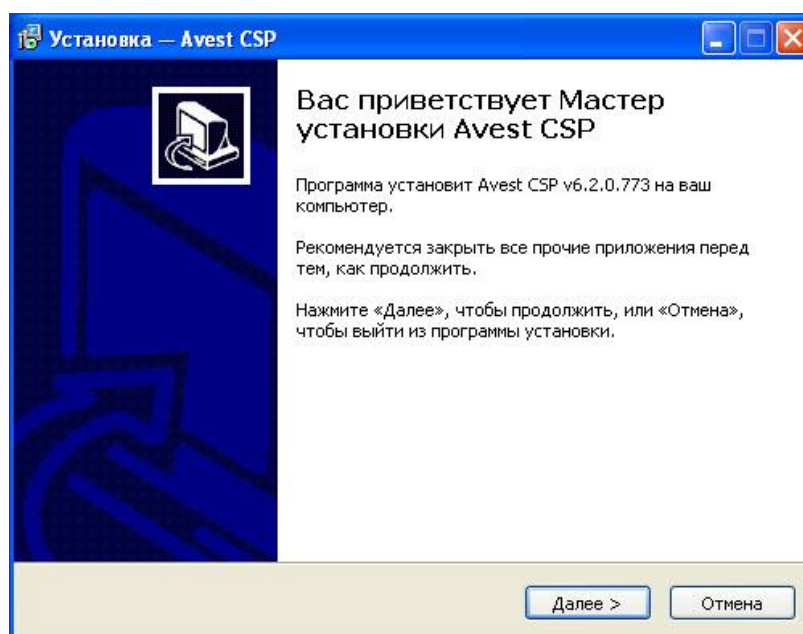 Установка — Avest CSP
Вас приветствует Мастер
установки Avest CSP
Программа установит Avest CSP v6.2.0.773 на ваш
компьютер.
Рекомендуется закрыть все прочие приложения перед
тем, как продолжить.
Нажмите «Далее», чтобы продолжить, или «Отмена»,
чтобы выйти из программы установки.
Далее >
Отмена